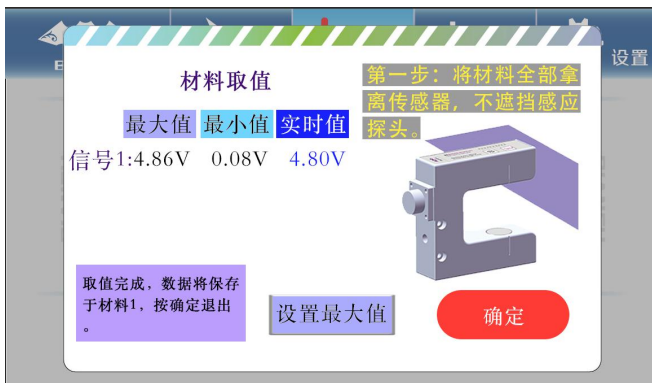 设置
材料取值
第一步：将材料全部拿
离传感器，不遮挡感应
探头。
最大值 最小值 实时值
信号1:4.86V 0.08V 4.80V
取值完成，数据将保存
于材料1，按确定退出
。
设置最大值
确定